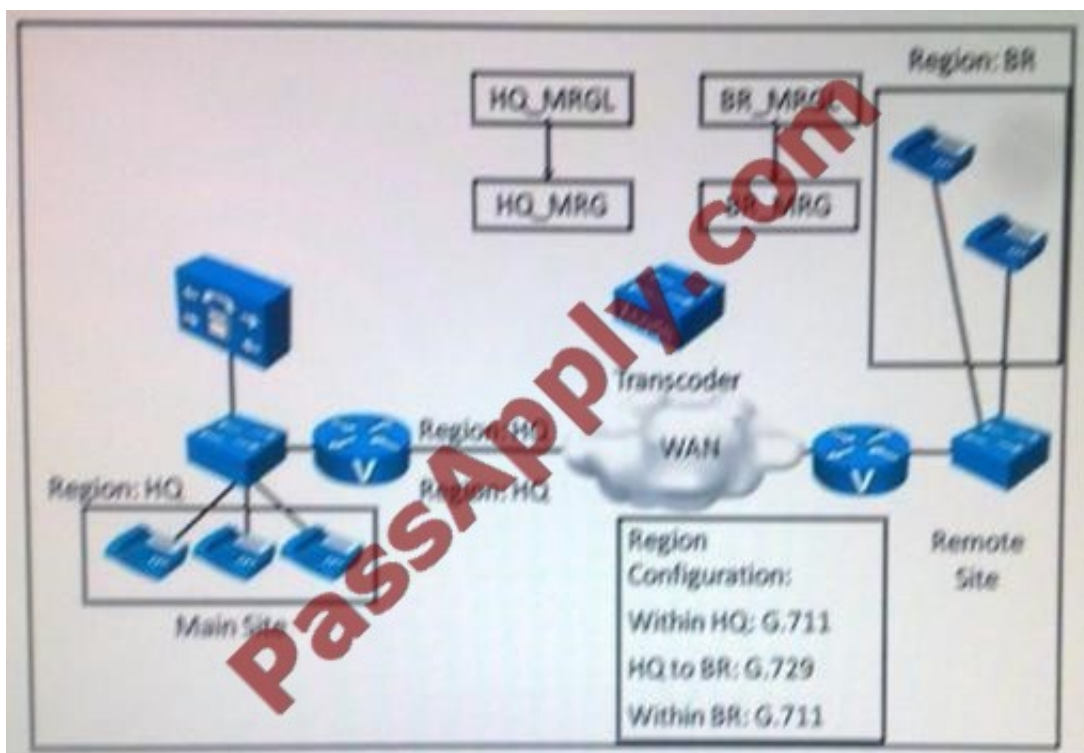 Region: BR
HQ_MRGL
BR_MRGL
HQ_MRG
BR_MRG
Transcoder
WAN
Region: HQ
Region: HQ
Region: HQ
V
V
Main Site
Remote
Site
Region
Configuration:
Within HQ: G.711
HQ to BR: G.729
Within BR: G.711
PassApply.com